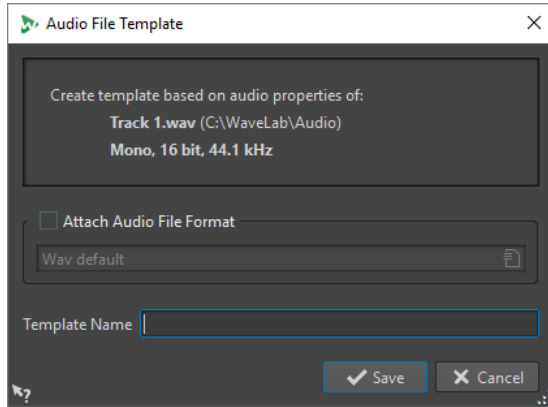 Audio File Template
Create template based on audio properties of:
Track 1.wav (C:\WaveLab\Audio)
Mono, 16 bit, 44.1 kHz
Attach Audio File Format
Wav default
Template Name
Save Cancel
?